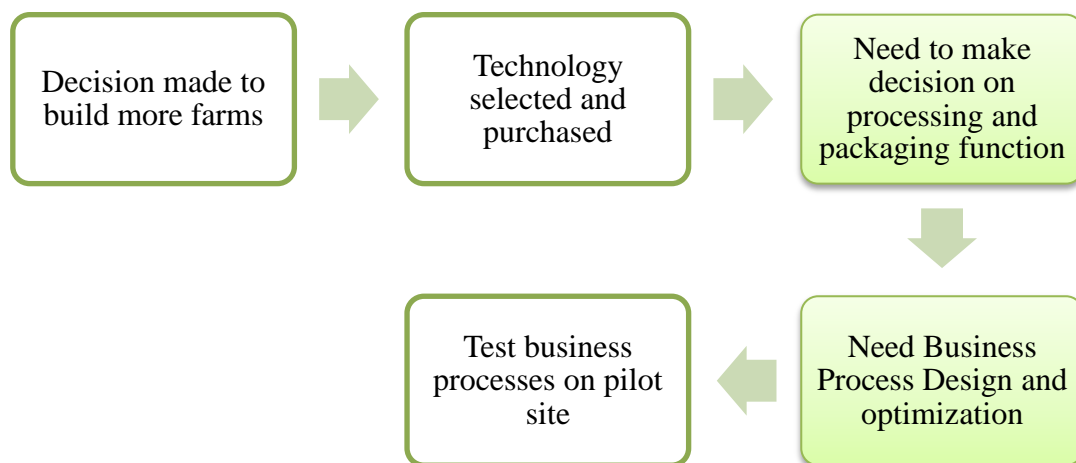 Decision made to
build more farms
Technology
selected and
purchased
Need to make
decision on
processing and
packaging function
Need Business
Process Design and
optimization
Test business
processes on pilot
site